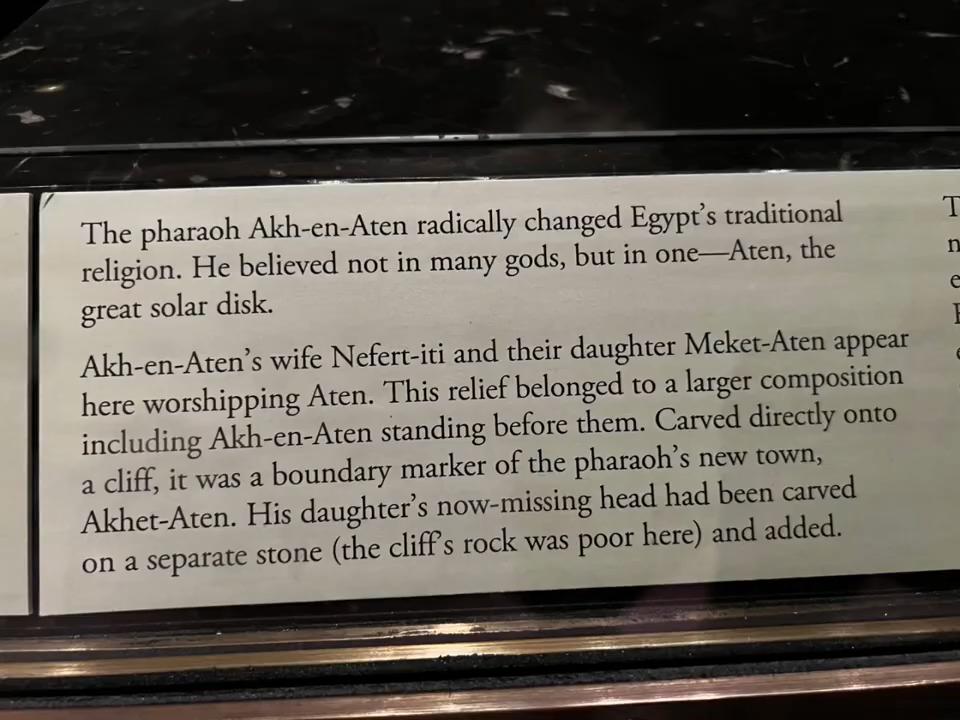 The pharaoh Akh-en-Aten radically changed Egypt's traditional
religion. He believed not in many gods, but in one—Aten, the
great solar disk.
Akh-en-Aten's wife Nefert-iti and their daughter Meket-Aten appear
here worshipping Aten. This relief belonged to a larger composition
including Akh-en-Aten standing before them. Carved directly onto
a cliff, it was a boundary marker of the pharaoh's new town,
Akhet-Aten. His daughter's now-missing head had been carved
on a separate stone (the cliff's rock was poor here) and added.